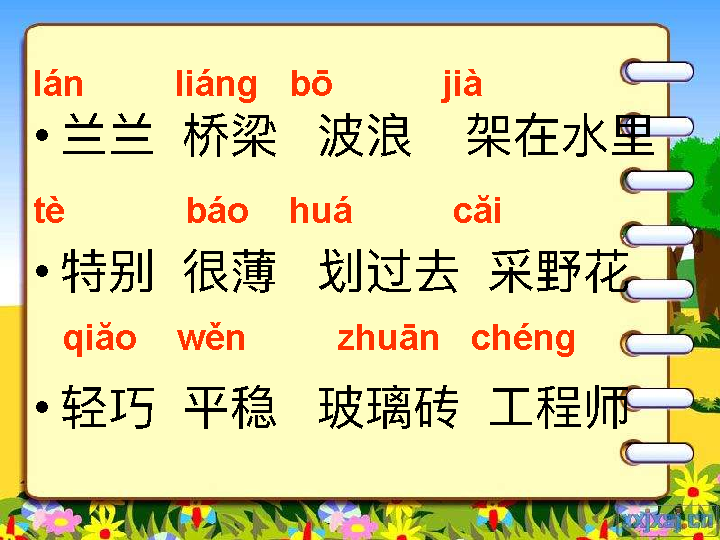 lán liáng bō jià
• 兰兰 桥梁 波浪 架在水里
tè báo huá cǎi
• 特别 很薄 划过去 采野花
qiǎo wěn zhuān chéng
• 轻巧 平稳 玻璃砖 工程师